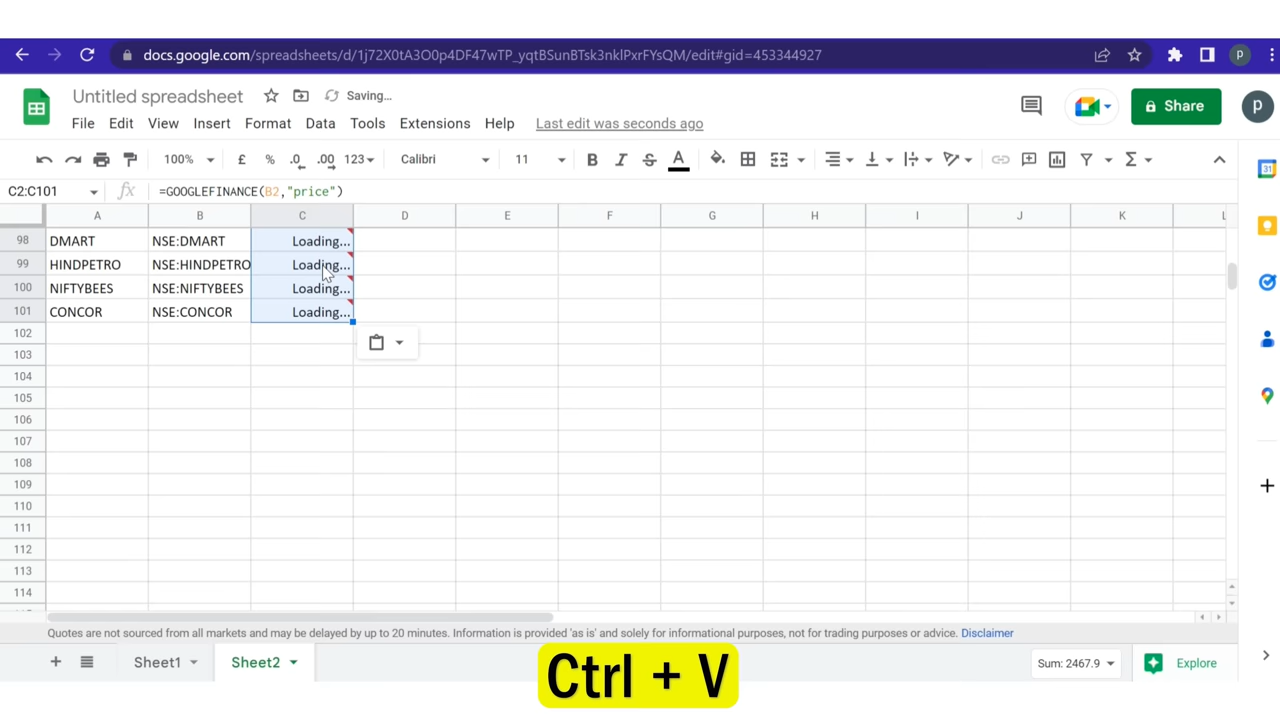 docs.google.com/spreadsheets/d/1j72X0tA3O0p4DF47wTP_yqtBSunBTsk3nklPxrFYsQM/edit#gid=453344927
p
Untitled spreadsheet
Saving...
File Edit View Insert Format Data Tools Extensions Help Last edit was seconds ago
Share
p
100% £ % .0 .00 123 Calibri 11 B I S A Σ
31
C2:C101 fx =GOOGLEFINANCE(B2,"price")
A B C D E F G H I J K L
98 DMART NSE:DMART Loading...
99 HINDPETRO NSE:HINDPETRO Loading...
100 NIFTYBEES NSE:NIFTYBEES Loading...
101 CONCOR NSE:CONCOR Loading...
102
103
104
105
106
107
108
109
110
111
112
113
114
Quotes are not sourced from all markets and may be delayed by up to 20 minutes. Information is provided 'as is' and solely for informational purposes, not for trading purposes or advice. Disclaimer
+ Sheet1 Sheet2 Sum: 2467.9 Explore
Ctrl + V